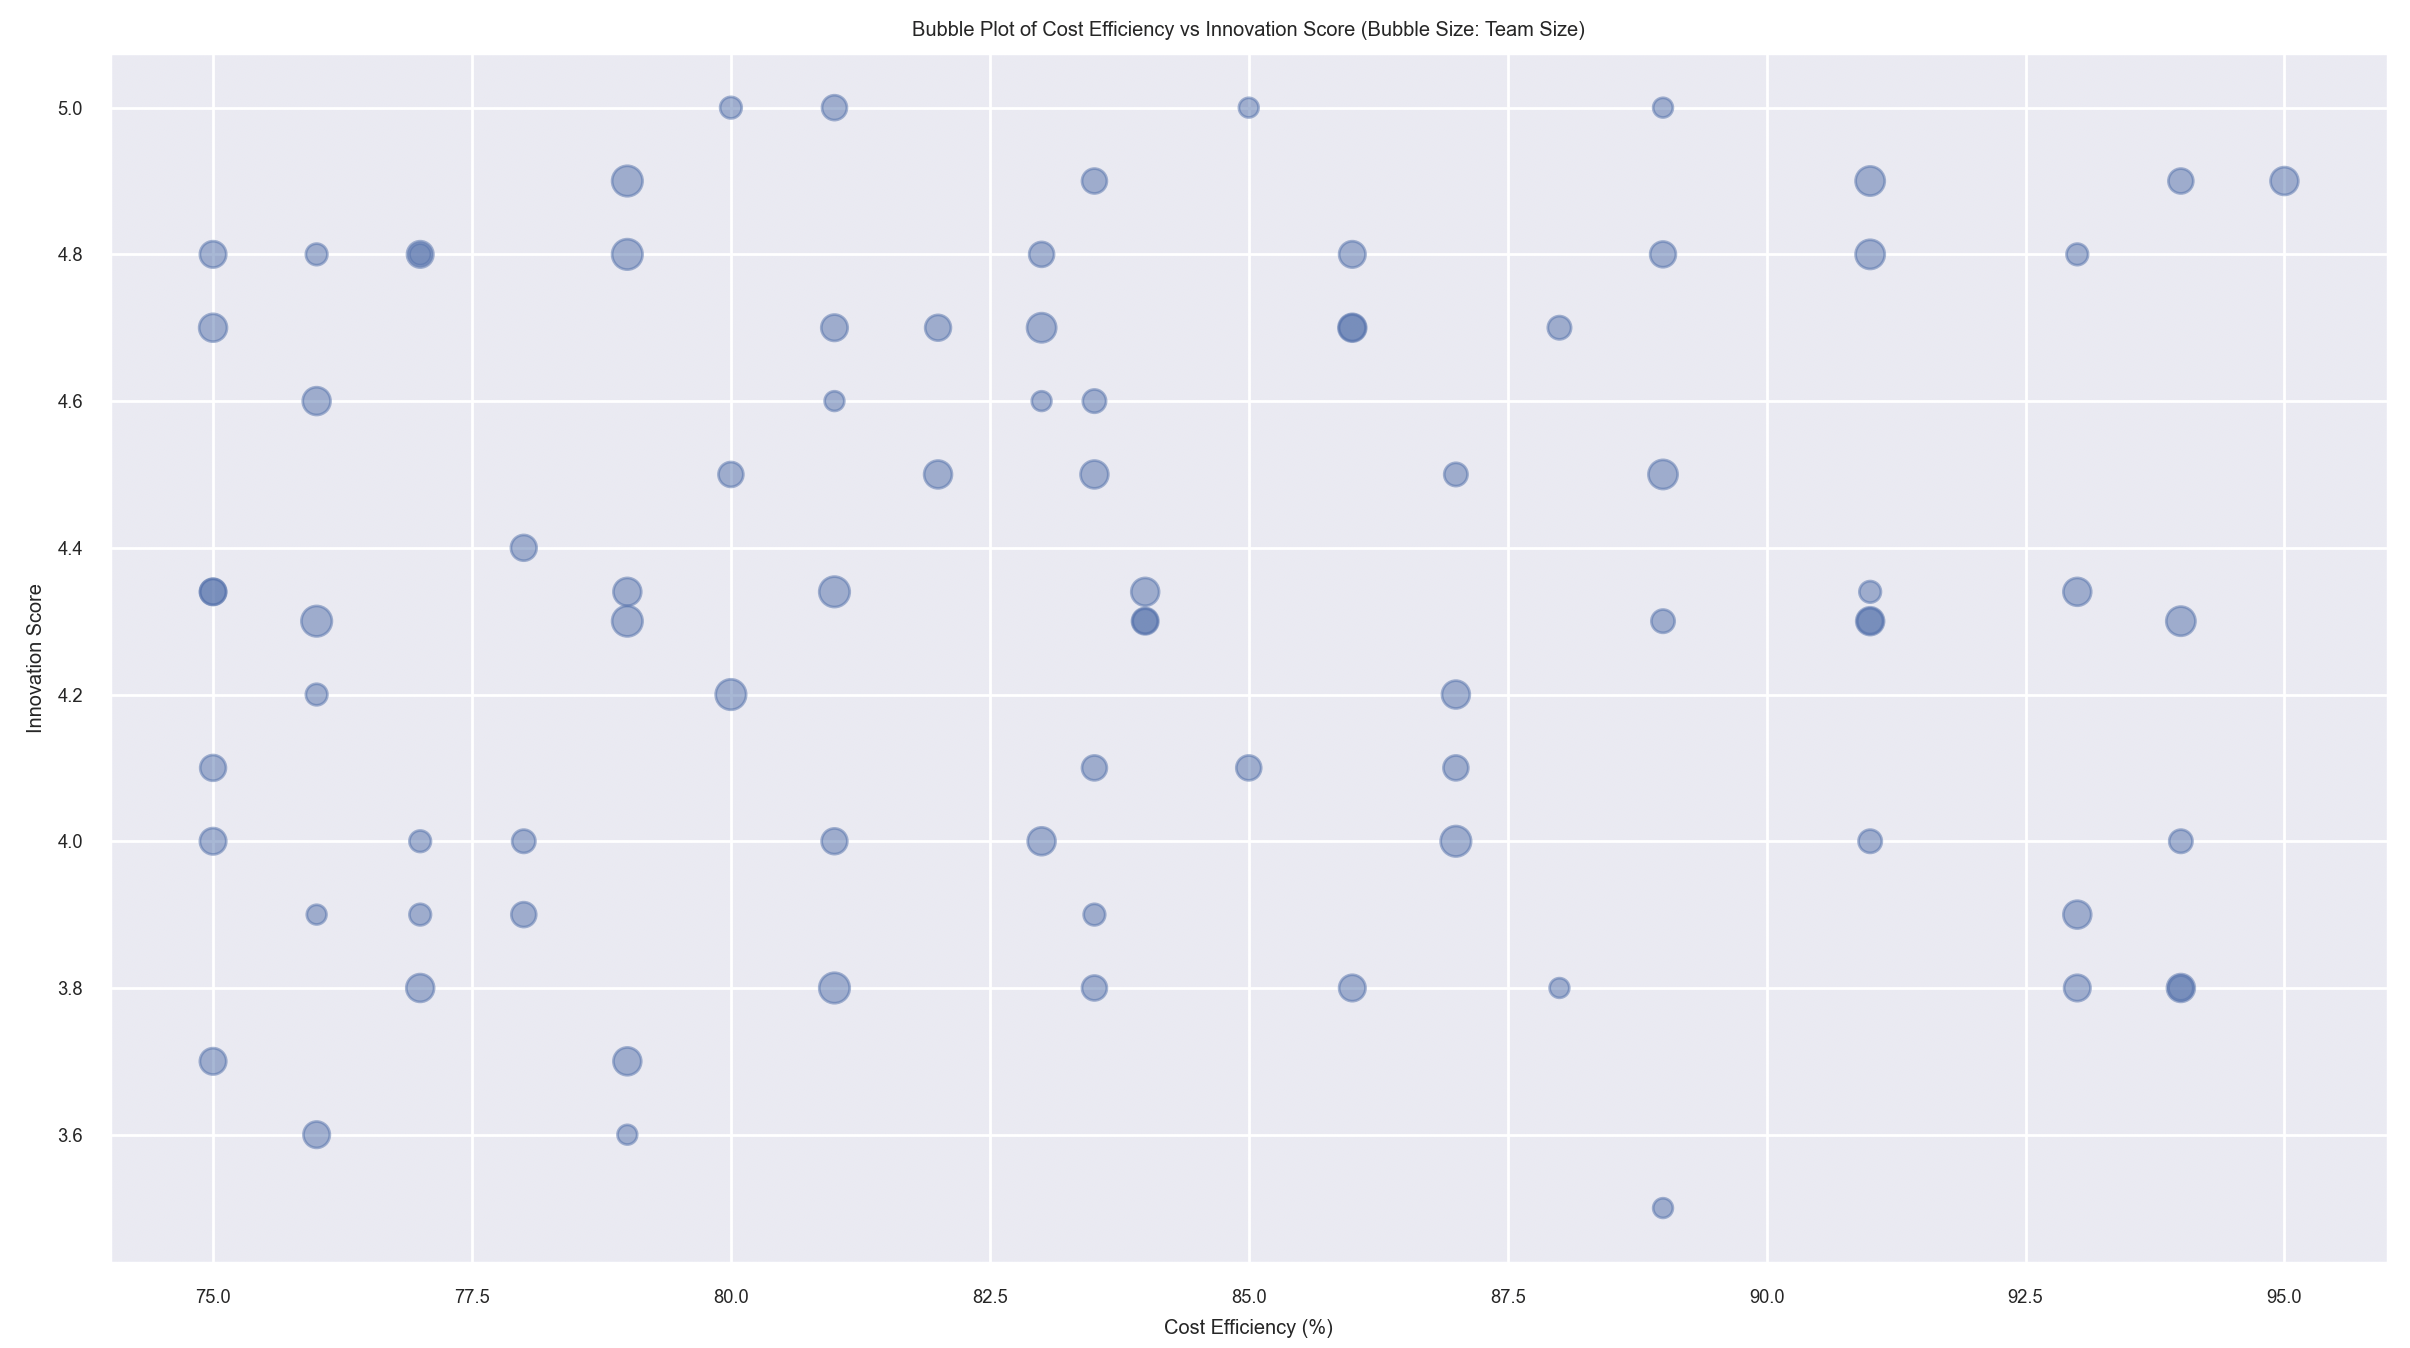 Bubble Plot of Cost Efficiency vs Innovation Score (Bubble Size: Team Size)
Innovation Score
5.0
4.8
4.6
4.4
4.2
4.0
3.8
3.6
75.0 77.5 80.0 82.5 85.0 87.5 90.0 92.5 95.0
Cost Efficiency (%)